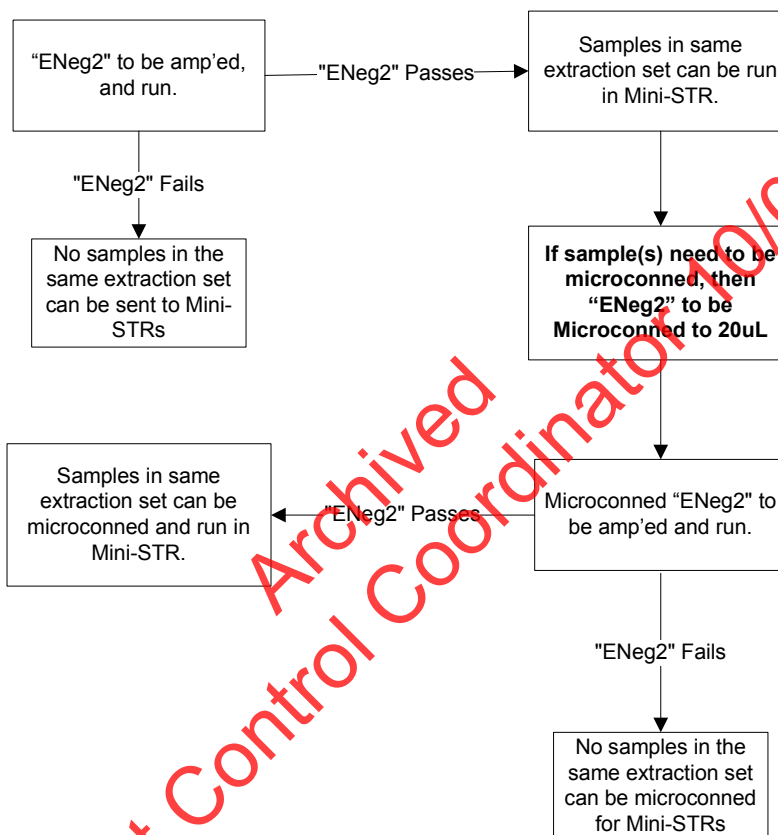 “ENeg2” to be amp’ed,
and run.
"ENeg2" Passes
Samples in same
extraction set can be run
in Mini-STR.
"ENeg2" Fails
No samples in the
same extraction set
can be sent to Mini-
STRs
If sample(s) need to be
microconned, then
“ENeg2” to be
Microconned to 20uL
Samples in same
extraction set can be
microconned and run in
Mini-STR.
"ENeg2" Passes
Microconned “ENeg2” to
be amp’ed and run.
"ENeg2" Fails
No samples in the
same extraction set
can be microconned
for Mini-STRs
Archived
Control Coordinator